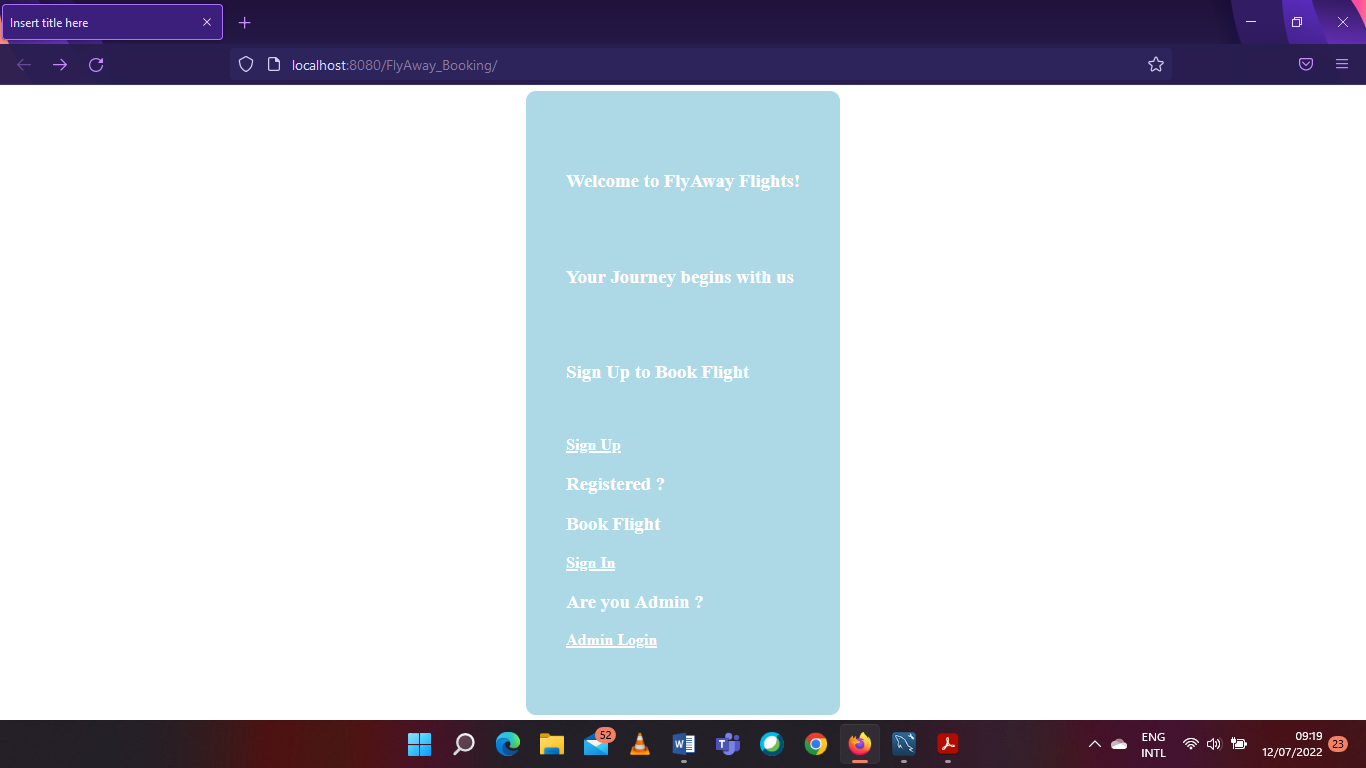 Insert title here
localhost:8080/FlyAway_Booking/
Welcome to FlyAway Flights!
Your Journey begins with us
Sign Up to Book Flight
Sign Up
Registered ?
Book Flight
Sign In
Are you Admin ?
Admin Login
52
ENG
INTL
09:19
12/07/2022
23